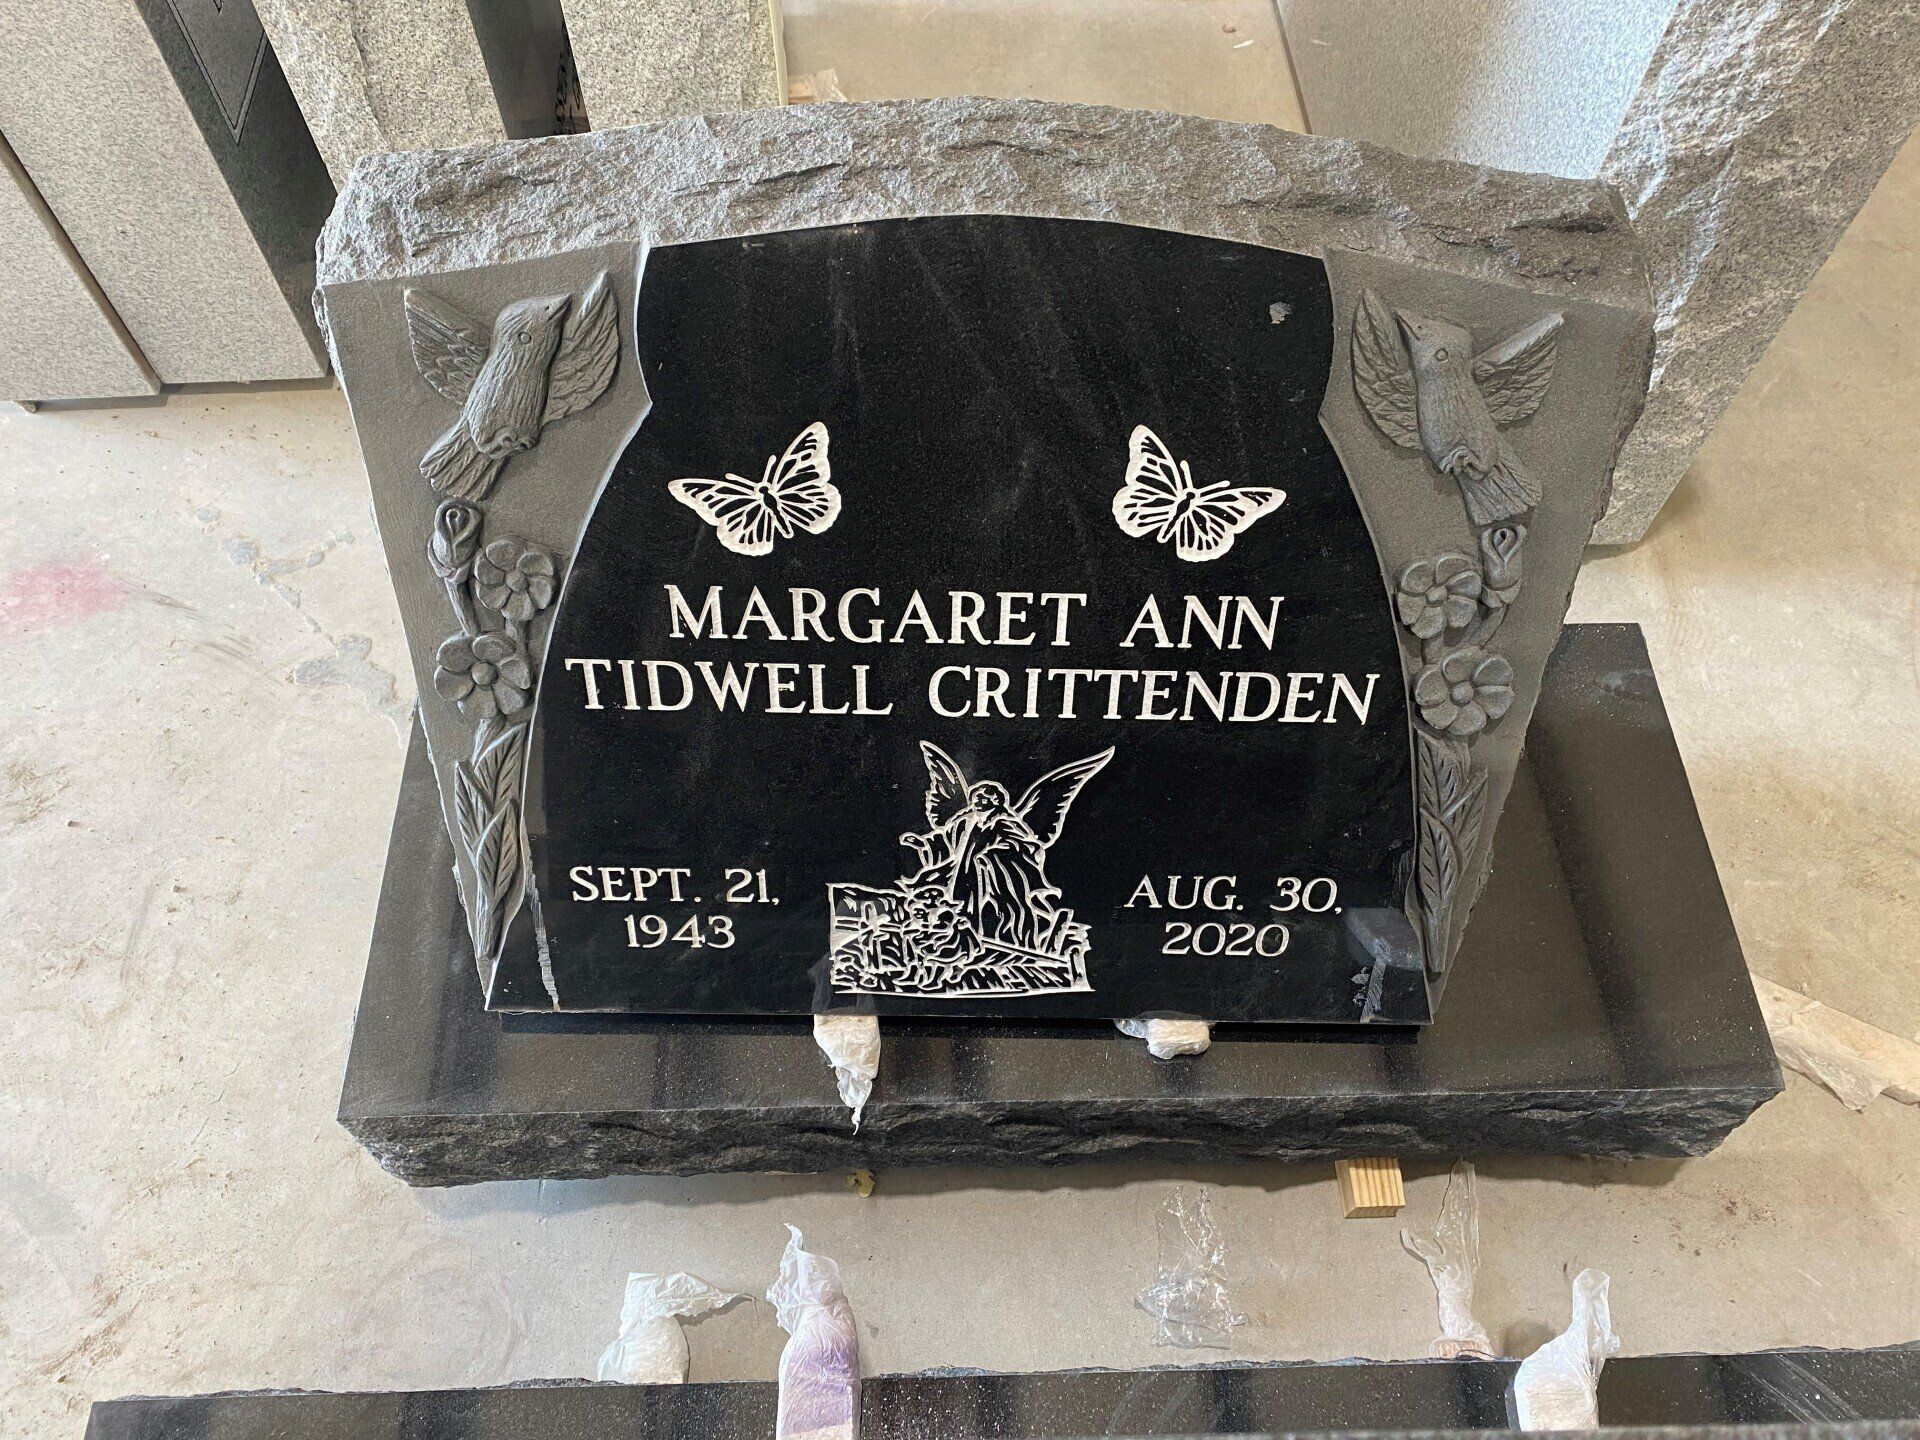 MARGARET ANN
TIDWELL CRITTENDEN
SEPT. 21,
1943
AUG. 30,
2020